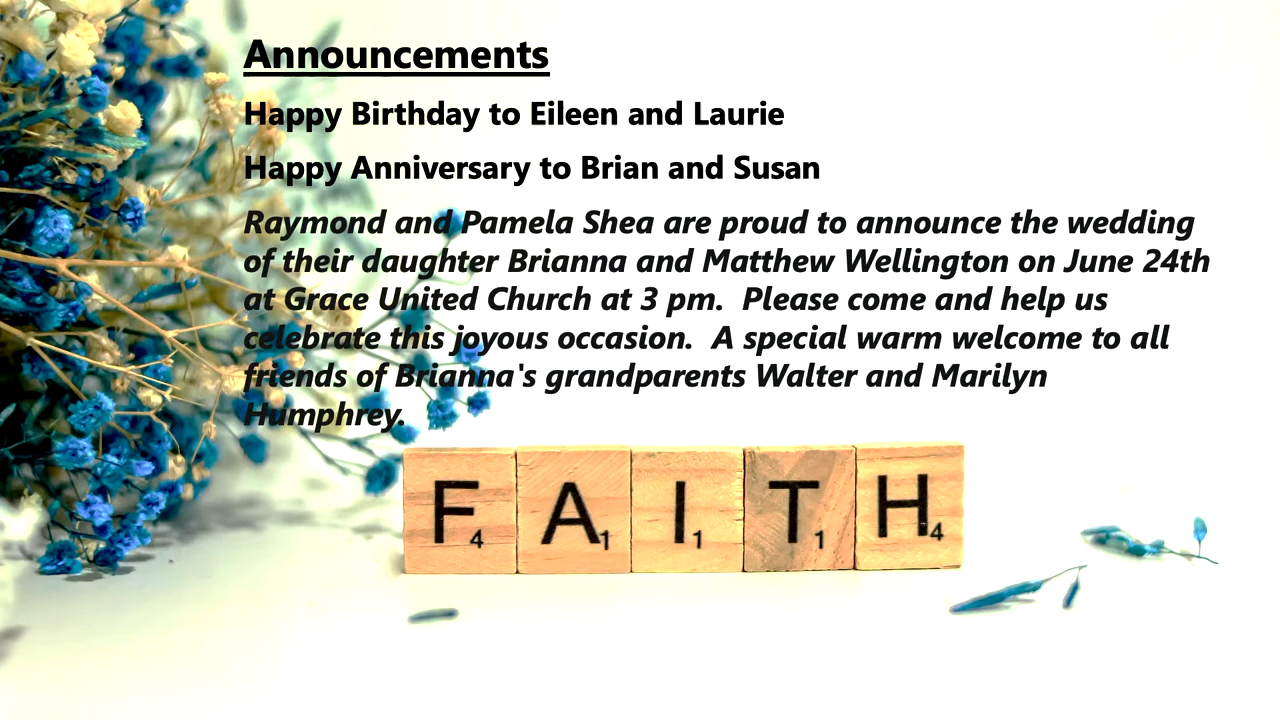 Announcements
Happy Birthday to Eileen and Laurie
Happy Anniversary to Brian and Susan
Raymond and Pamela Shea are proud to announce the wedding
of their daughter Brianna and Matthew Wellington on June 24th
at Grace United Church at 3 pm.  Please come and help us
celebrate this joyous occasion.  A special warm welcome to all
friends of Brianna's grandparents Walter and Marilyn
Humphrey.
F4 A1 I1 T1 H4